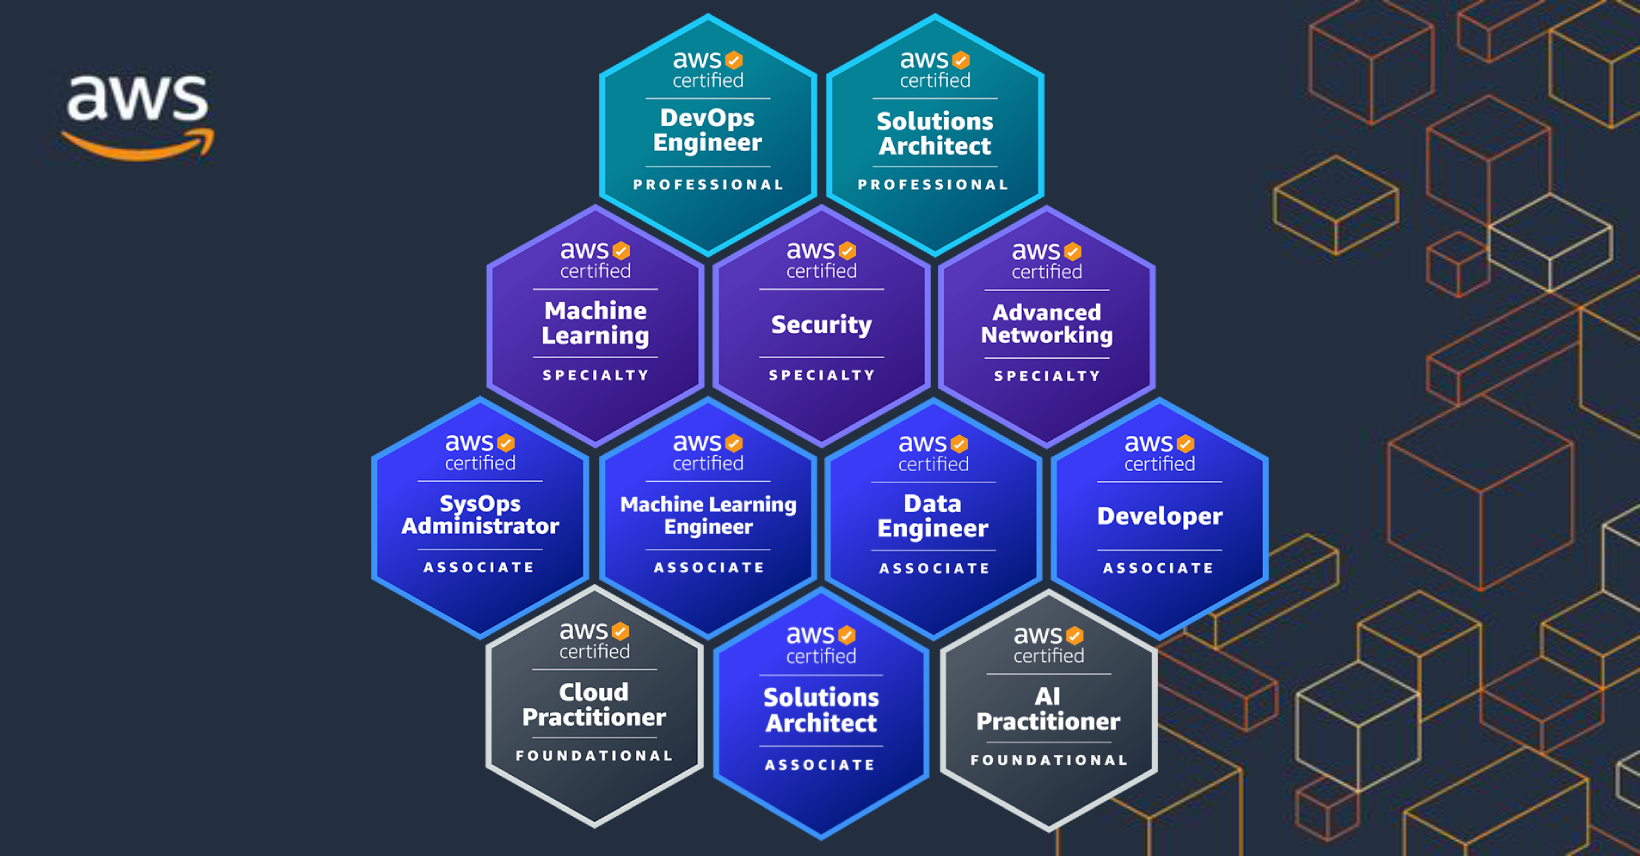 aws
aws
certified
DevOps
Engineer
PROFESSIONAL
aws
certified
Solutions
Architect
PROFESSIONAL
aws
certified
Machine
Learning
SPECIALTY
aws
certified
Security
SPECIALTY
aws
certified
Advanced
Networking
SPECIALTY
aws
certified
SysOps
Administrator
ASSOCIATE
aws
certified
Machine Learning
Engineer
ASSOCIATE
aws
certified
Data
Engineer
ASSOCIATE
aws
certified
Developer
ASSOCIATE
aws
certified
Cloud
Practitioner
FOUNDATIONAL
aws
certified
Solutions
Architect
ASSOCIATE
aws
certified
AI
Practitioner
FOUNDATIONAL